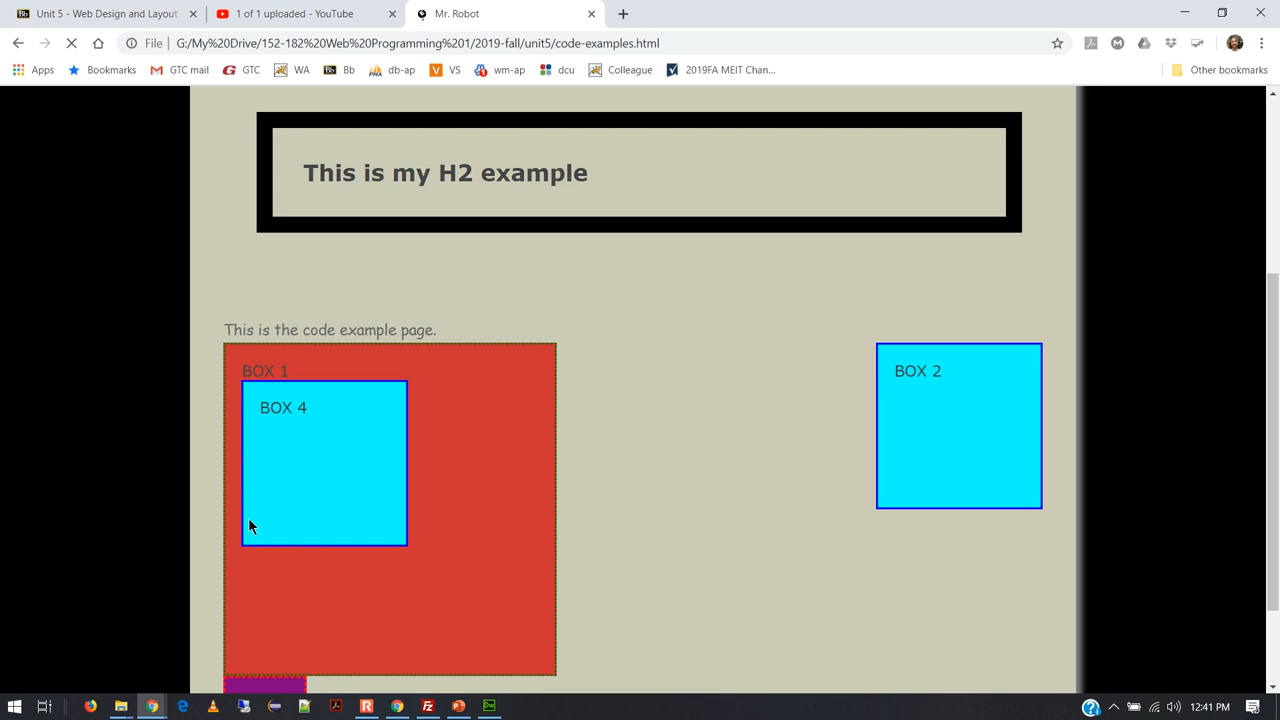 Unit 5 - Web Design and Layout
1 of 1 uploaded - YouTube
Mr. Robot
File
G:/My%20Drive/152-182%20Web%20Programming%201/2019-fall/unit5/code-examples.html
Apps
Bookmarks
GTC mail
GTC
WA
Bb
db-ap
VS
wm-ap
dcu
Colleague
2019FA MEIT Chan...
Other bookmarks
This is my H2 example
This is the code example page.
BOX 1
BOX 2
BOX 4
12:41 PM